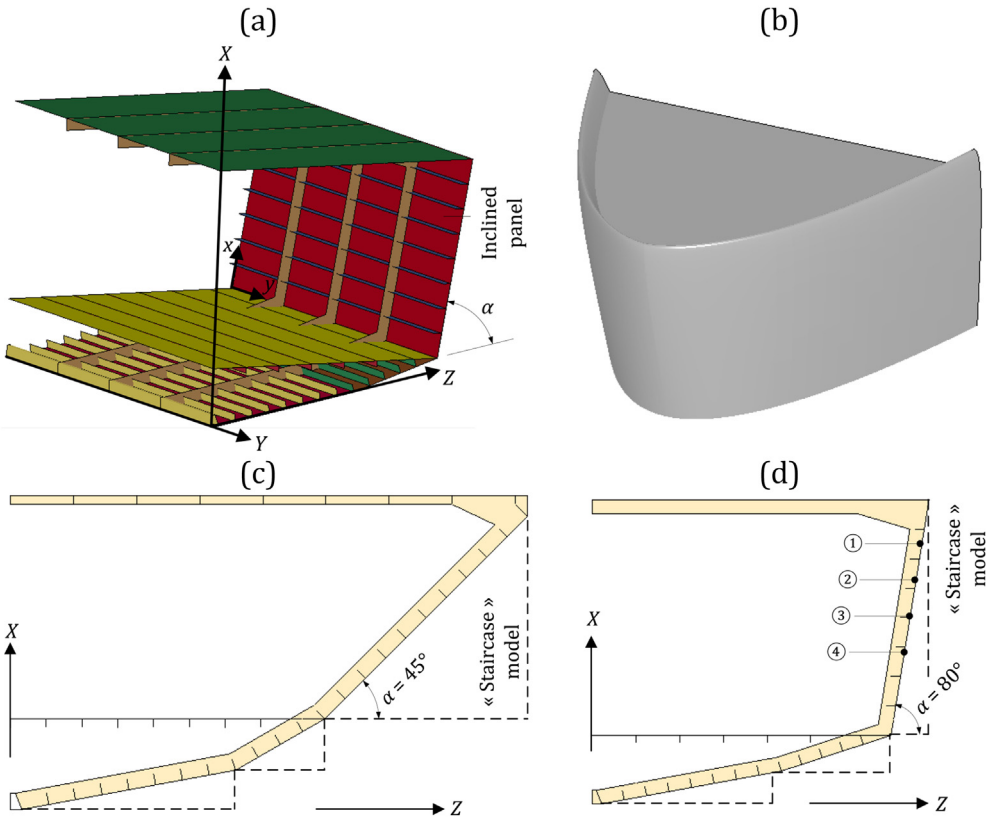 (a)
X
Inclined
panel
x
y
α
Z
Y
(b)
(c)
X
« Staircase »
model
α = 45°
Z
(d)
« Staircase »
model
①
②
③
④
X
α = 80°
Z